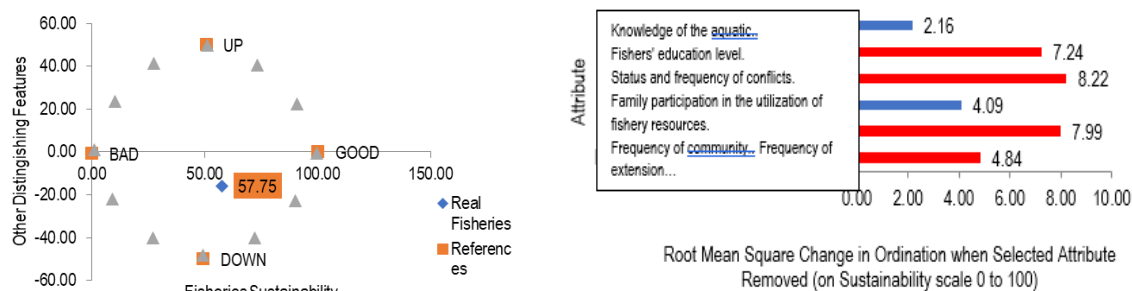 60.00
40.00
20.00
0.00
-20.00
-40.00
-60.00
Other Distingishing Features
UP
BAD
GOOD
DOWN
0.00
50.00
100.00
150.00
57.75
Real
Fisheries
Referenc
es
Fisheries Sustainability
Attribute
Knowledge of the aquatic..
Fishers' education level.
Status and frequency of conflicts.
Family participation in the utilization of
fishery resources.
Frequency of community.. Frequency of
extension...
2.16
7.24
8.22
4.09
7.99
4.84
0.00
2.00
4.00
6.00
8.00
10.00
Root Mean Square Change in Ordination when Selected Attribute
Removed (on Sustainability scale 0 to 100)